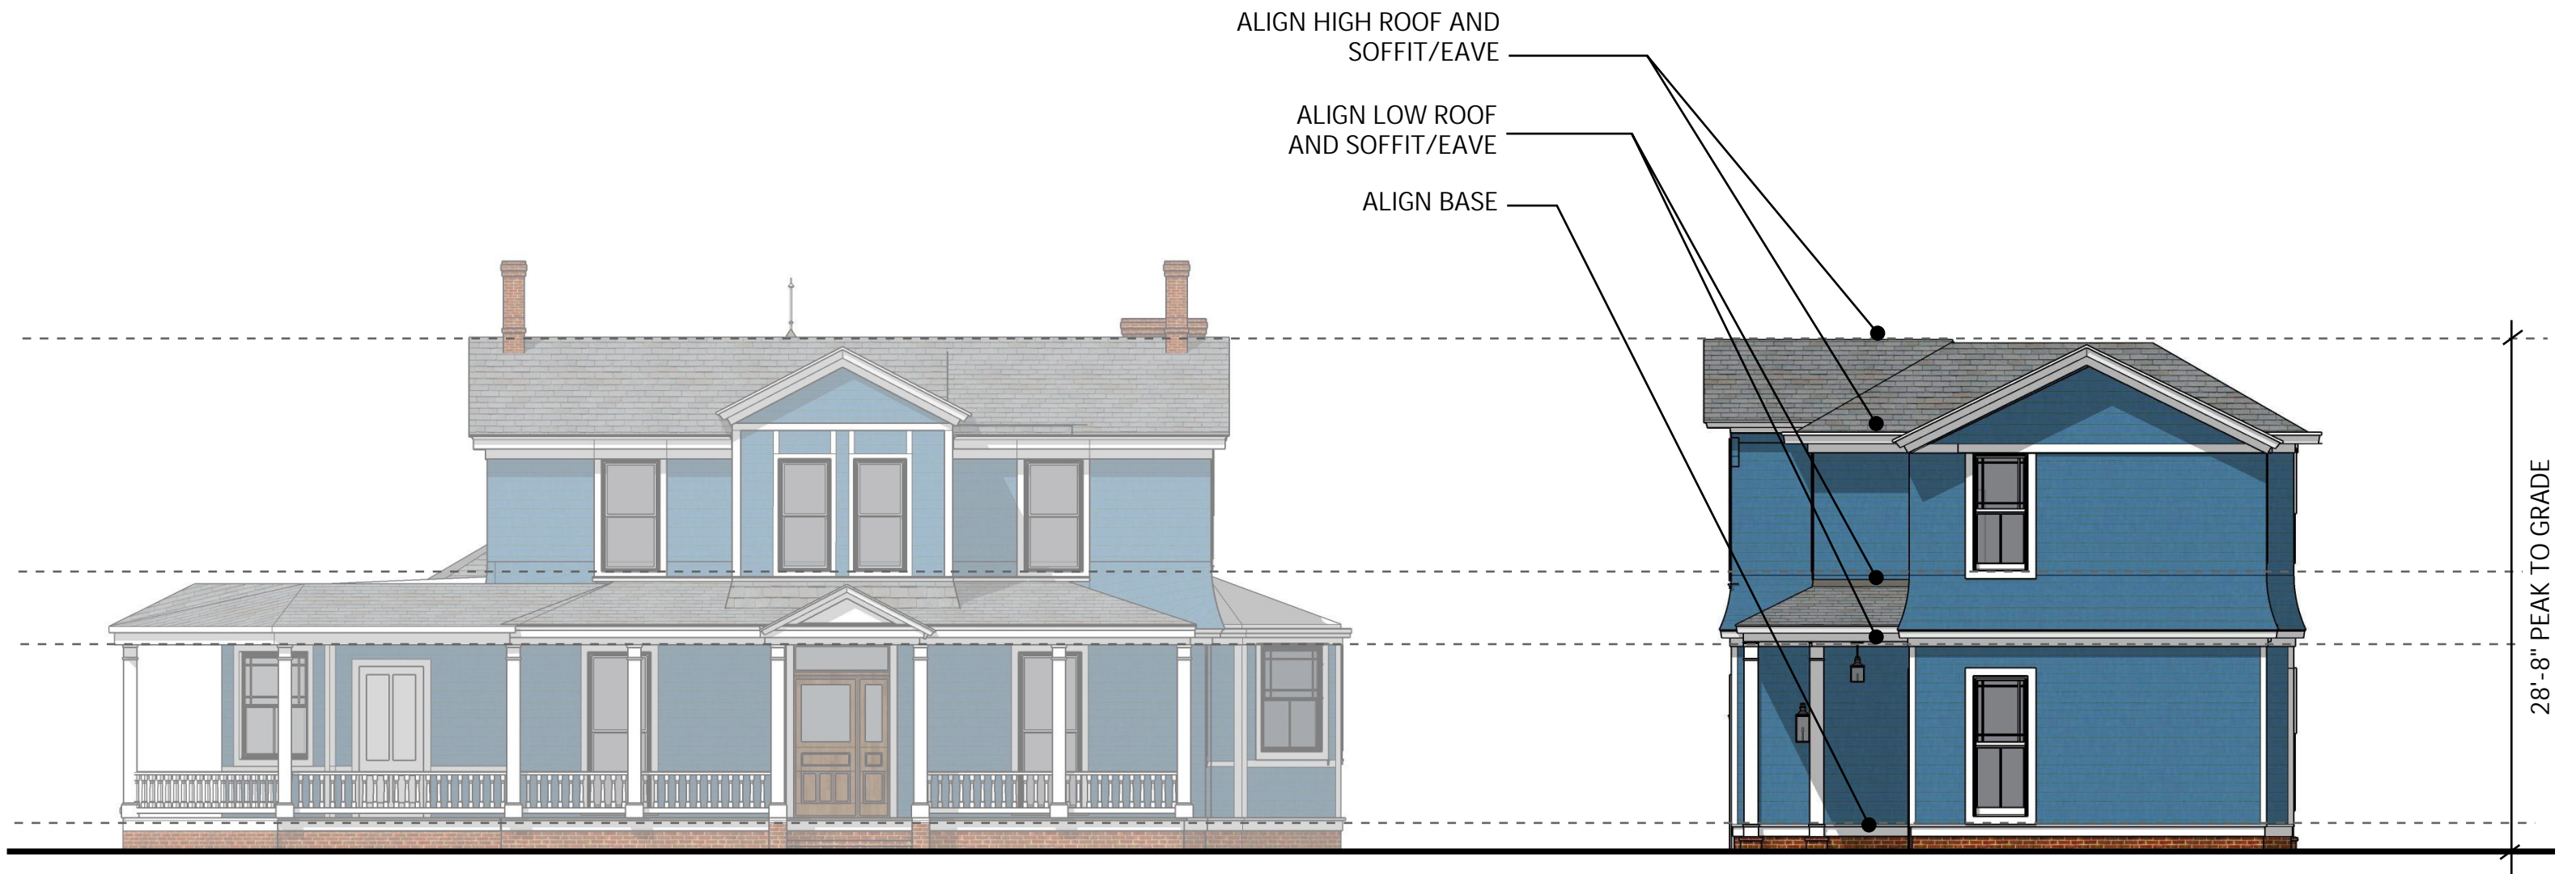 ALIGN HIGH ROOF AND
SOFFIT/EAVE
ALIGN LOW ROOF
AND SOFFIT/EAVE
ALIGN BASE
28'-8" PEAK TO GRADE